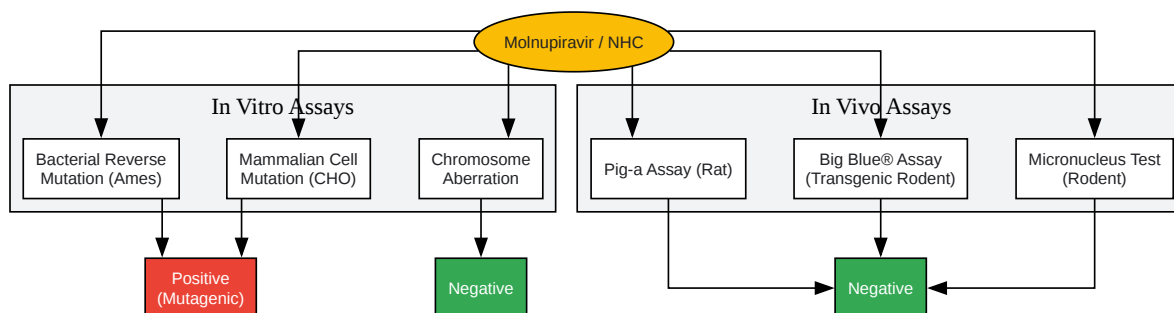 Molnupiravir / NHC
In Vitro Assays
In Vivo Assays
Bacterial Reverse
Mutation (Ames)
Mammalian Cell
Mutation (CHO)
Chromosome
Aberration
Pig-a Assay (Rat)
Big Blue® Assay
(Transgenic Rodent)
Micronucleus Test
(Rodent)
Positive
(Mutagenic)
Negative
Negative